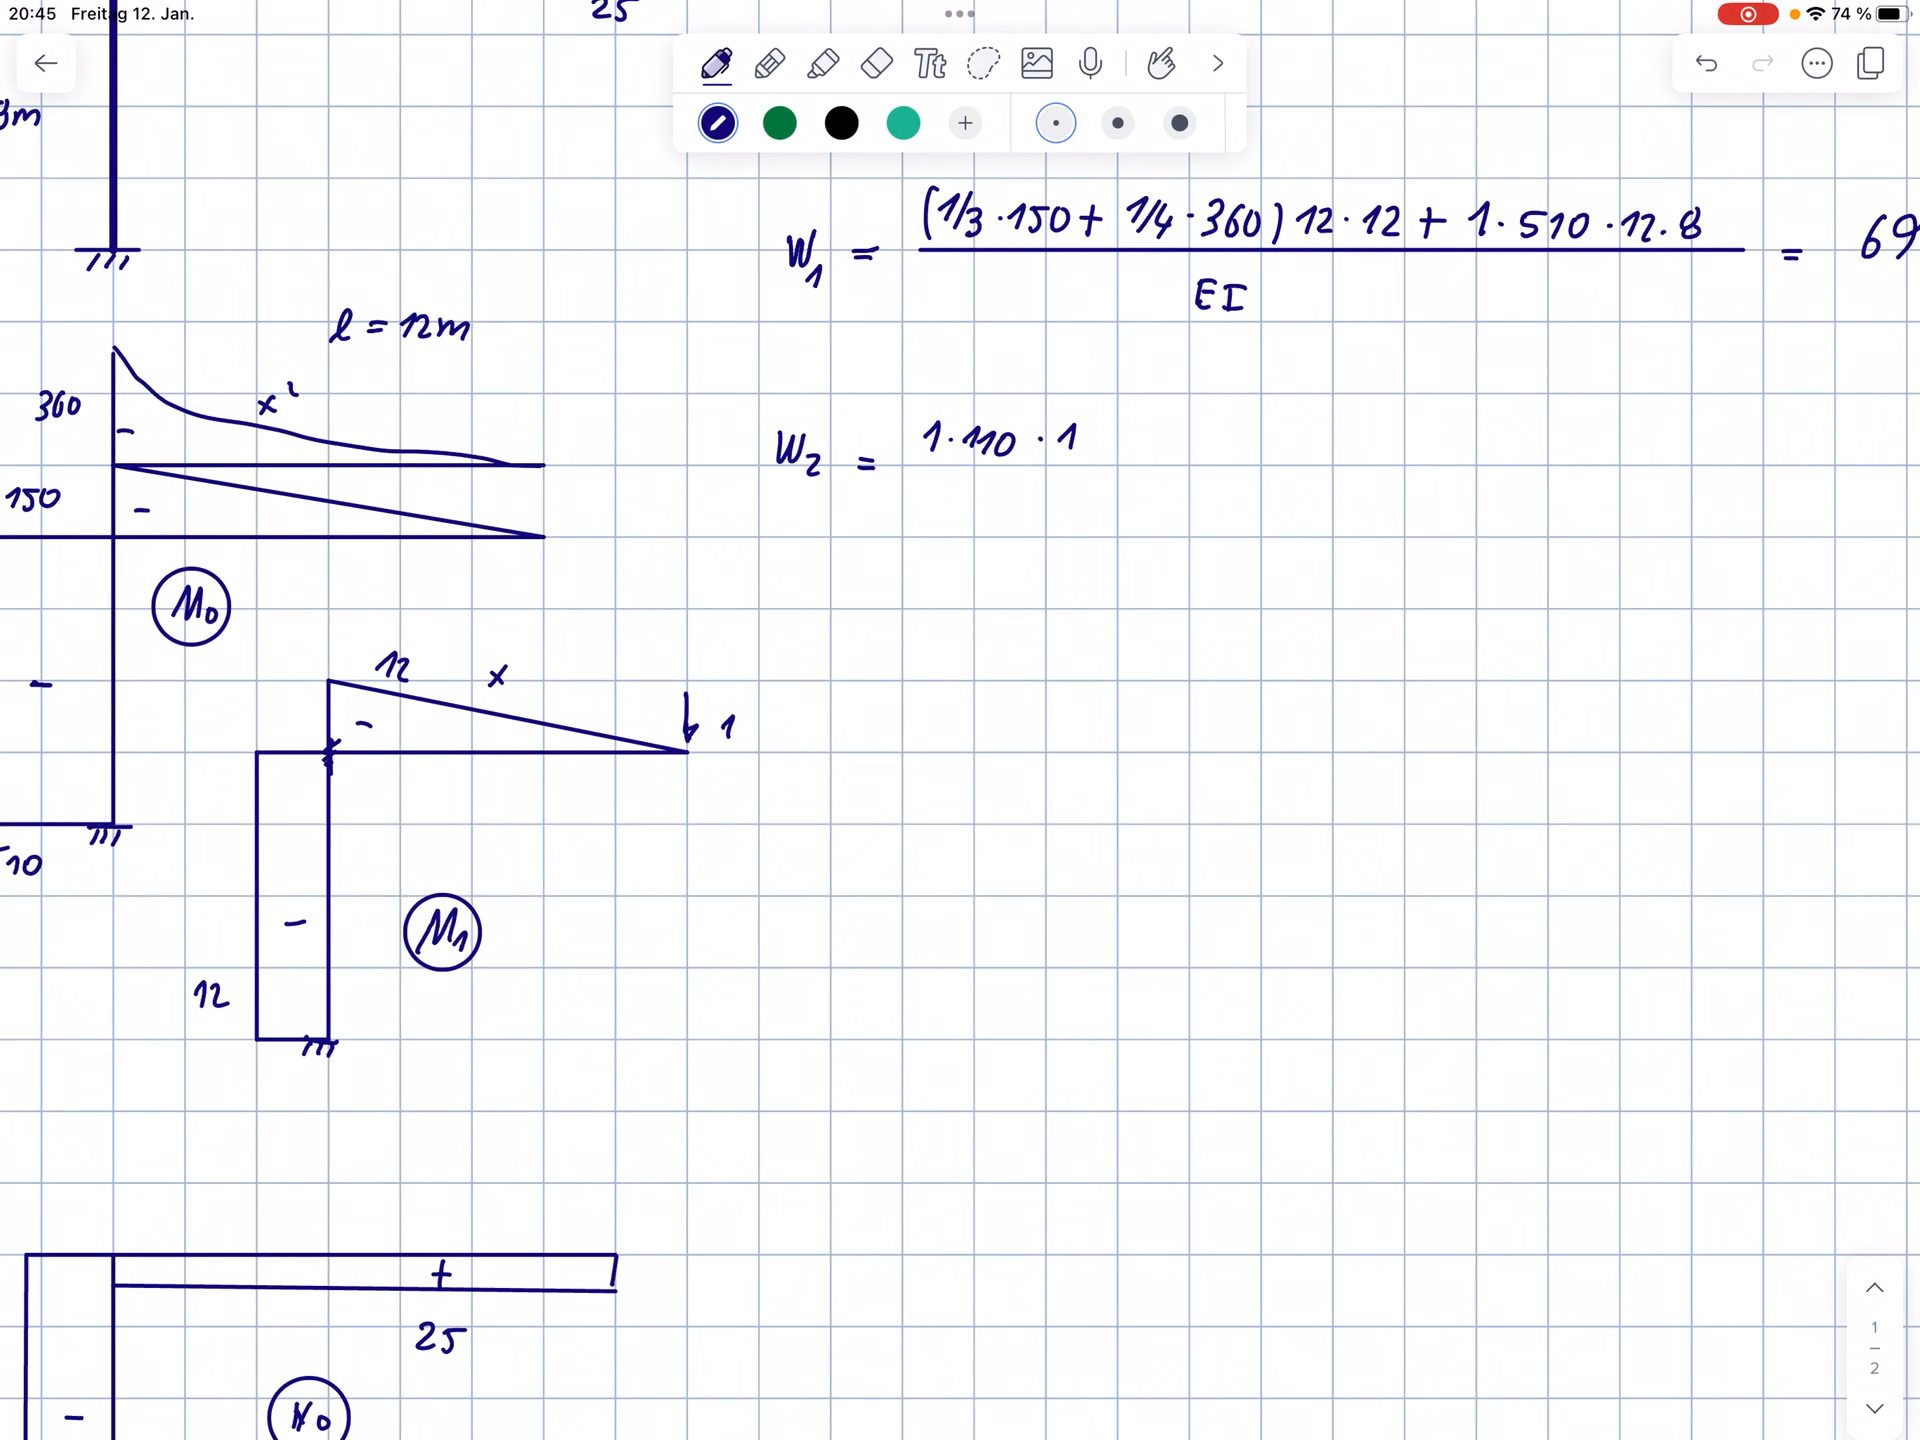 20:45 Freitag 12. Jan.
74 %
25
3m
W₁ = (1/3 · 150 + 1/4 · 360) 12 · 12 + 1 · 510 · 12 · 8 = 69
EI
l = 12m
360
x²
150
W₂ = 1 · 110 · 1
M₀
12 x
1
10
M₁
12
25
N₀
Tt
1
2